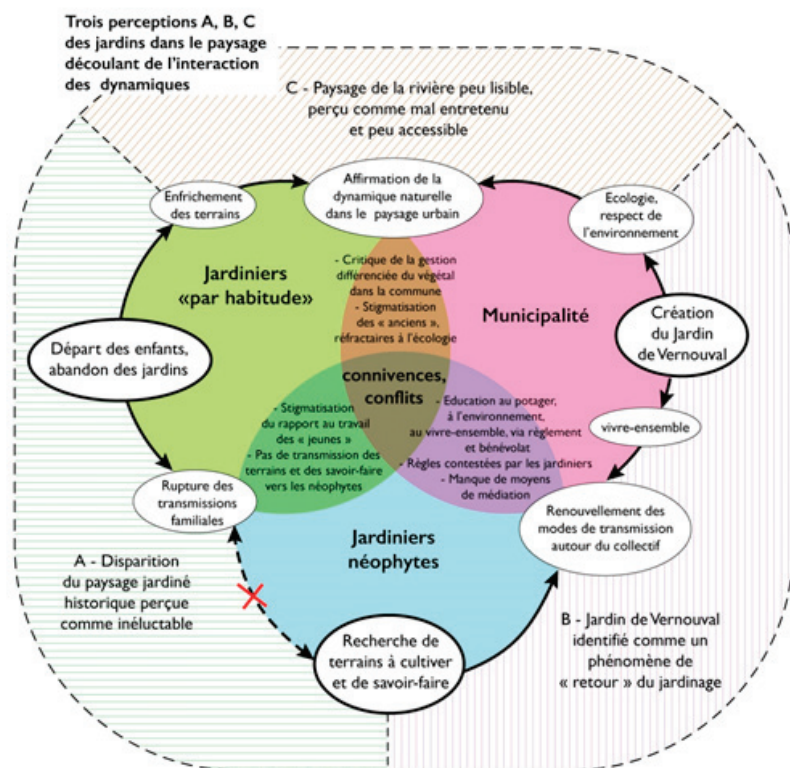 Trois perceptions A, B, C
des jardins dans le paysage
découlant de l'interaction
des dynamiques
C - Paysage de la rivière peu lisible,
perçu comme mal entretenu
et peu accessible
Enfrichement
des terrains
Affirmation de la
dynamique naturelle
dans le paysage urbain
Ecologie,
respect de
l'environnement
Jardiniers
«par habitude»
- Critique de la gestion
différenciée du végétal
dans la commune
- Stigmatisation
des « anciens »,
réfractaires à l'écologie
Municipalité
Création
du Jardin
de Vernouval
Départ des enfants,
abandon des jardins
connivences,
conflits
- Stigmatisation
du rapport au travail
des « jeunes »
- Pas de transmission des
terrains et des savoir-faire
vers les néophytes
- Education au potager,
à l'environnement,
au vivre-ensemble, via règlement
et bénévolat
- Règles contestées par les jardiniers
- Manque de moyens
de médiation
vivre-ensemble
Rupture des
transmissions
familiales
Renouvellement des
modes de transmission
autour du collectif
Jardiniers
néophytes
A - Disparition
du paysage jardiné
historique perçue
comme inéluctable
Recherche de
terrains à cultiver
et de savoir-faire
B - Jardin de Vernouval
identifié comme un
phénomène de
« retour » du jardinage